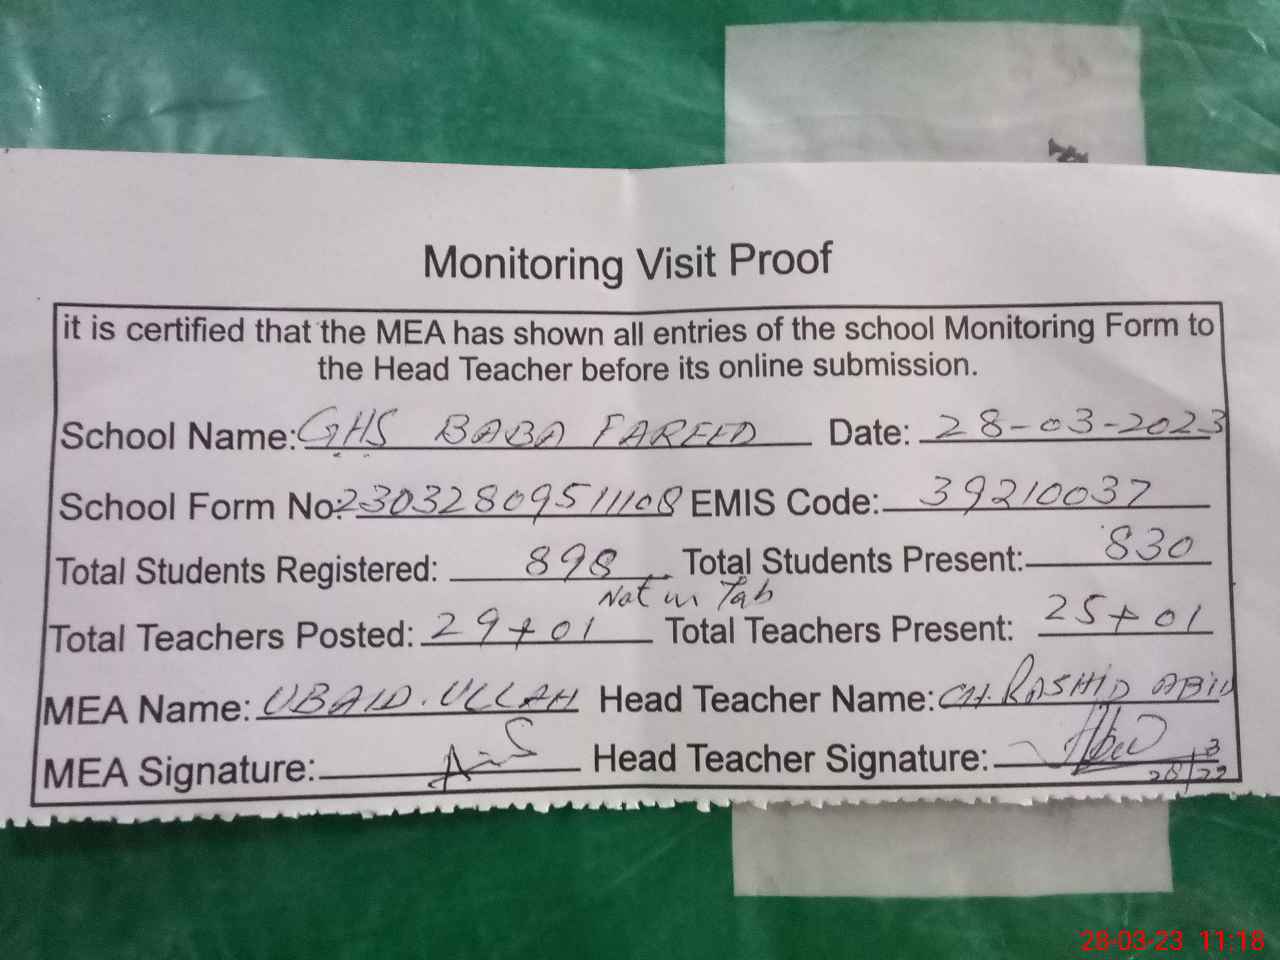 Monitoring Visit Proof
it is certified that the MEA has shown all entries of the school Monitoring Form to
the Head Teacher before its online submission.
School Name: GHS BABA FAREED Date: 28-03-2023
School Form No: 23032809511108 EMIS Code: 39210037
Total Students Registered: 898 Total Students Present: 830
Not in Tab
Total Teachers Posted: 29+01 Total Teachers Present: 25+01
MEA Name: UBAID.ULLAH Head Teacher Name: CH.RASHID ABID
MEA Signature: Head Teacher Signature:
28-03-23 11:18